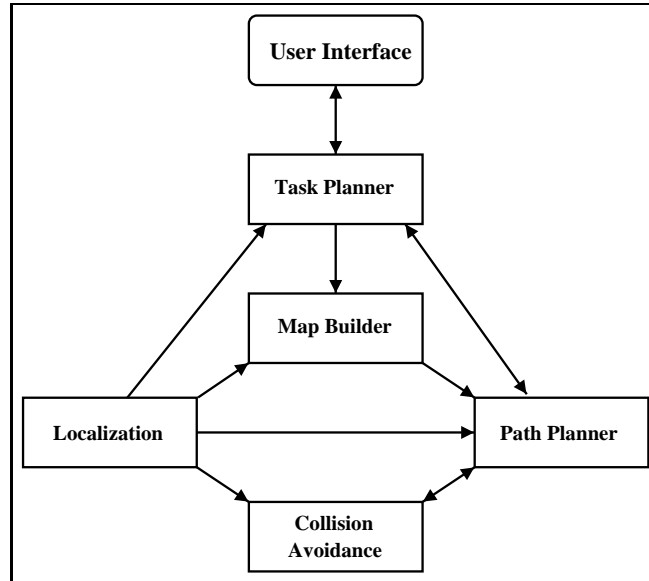 User Interface
Task Planner
Map Builder
Localization
Path Planner
Collision
Avoidance